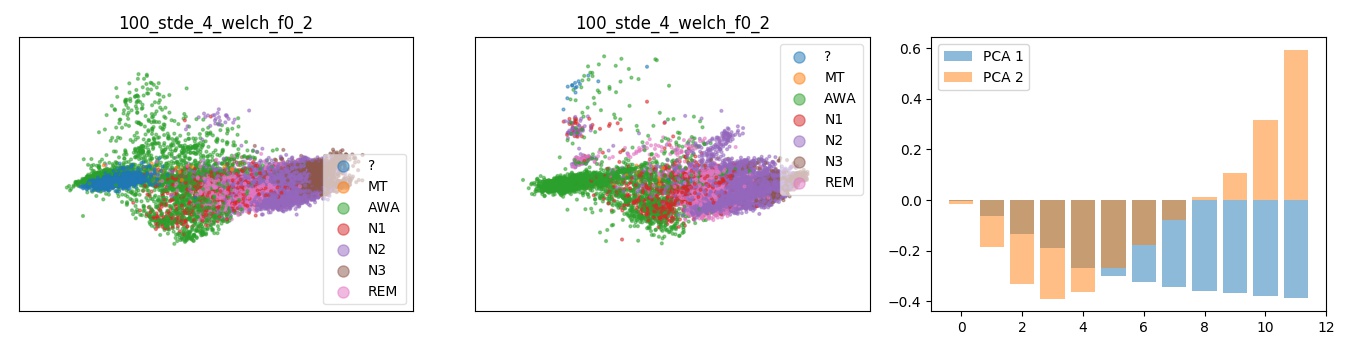 100_stde_4_welch_f0_2
?
MT
AWA
N1
N2
N3
REM
100_stde_4_welch_f0_2
?
MT
AWA
N1
N2
N3
REM
PCA 1
PCA 2
0.6
0.4
0.2
0.0
−0.2
−0.4
0 2 4 6 8 10 12